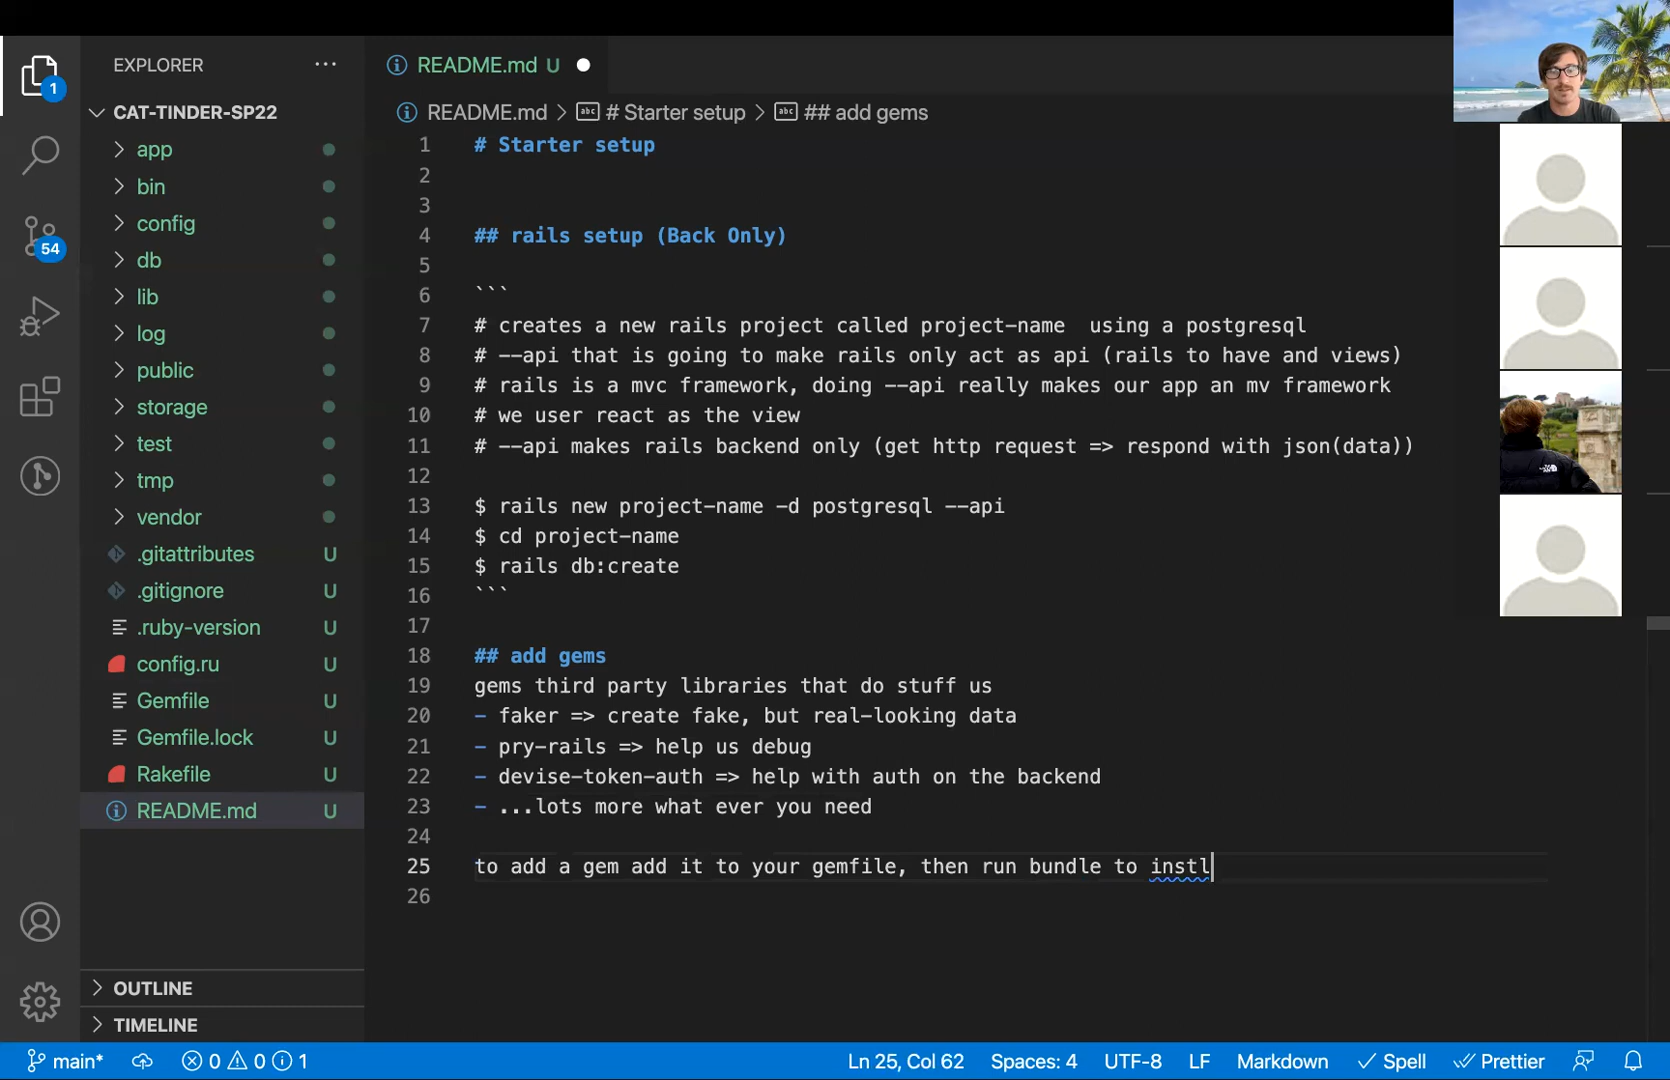 EXPLORER
1
CAT-TINDER-SP22
app
bin
config
db
lib
log
public
storage
test
tmp
vendor
.gitattributes U
.gitignore U
.ruby-version U
config.ru U
Gemfile U
Gemfile.lock U
Rakefile U
README.md U
54
OUTLINE
TIMELINE
README.md U
README.md > # Starter setup > ## add gems
1 # Starter setup
2
3
4 ## rails setup (Back Only)
5
6 ```
7 # creates a new rails project called project-name  using a postgresql
8 # --api that is going to make rails only act as api (rails to have and views)
9 # rails is a mvc framework, doing --api really makes our app an mv framework
10 # we user react as the view
11 # --api makes rails backend only (get http request => respond with json(data))
12
13 $ rails new project-name -d postgresql --api
14 $ cd project-name
15 $ rails db:create
16 ```
17
18 ## add gems
19 gems third party libraries that do stuff us
20 - faker => create fake, but real-looking data
21 - pry-rails => help us debug
22 - devise-token-auth => help with auth on the backend
23 - ...lots more what ever you need
24
25 to add a gem add it to your gemfile, then run bundle to instl
26
main* 0 0 1 Ln 25, Col 62 Spaces: 4 UTF-8 LF Markdown Spell Prettier